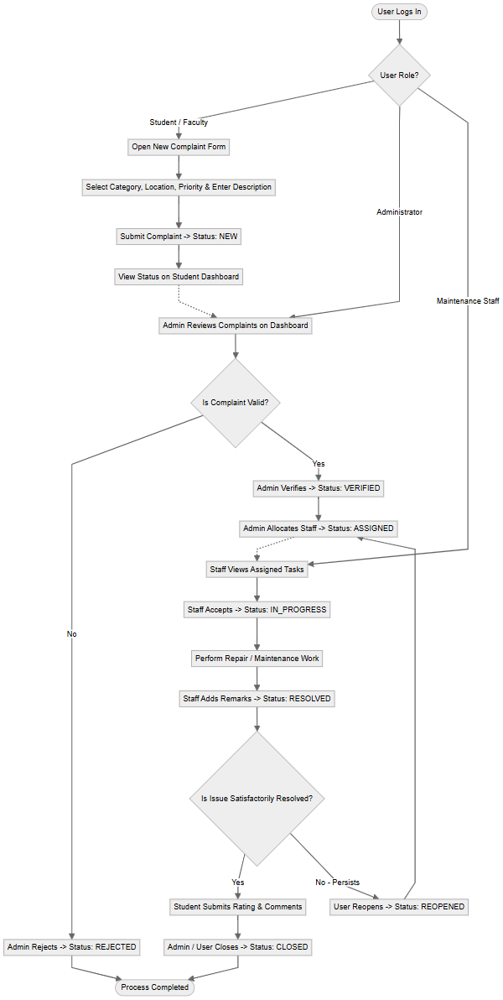 User Logs In
User Role?
Student / Faculty
Open New Complaint Form
Select Category, Location, Priority & Enter Description
Administrator
Submit Complaint -> Status: NEW
View Status on Student Dashboard
Maintenance Staff
Admin Reviews Complaints on Dashboard
Is Complaint Valid?
Yes
Admin Verifies -> Status: VERIFIED
Admin Allocates Staff -> Status: ASSIGNED
Staff Views Assigned Tasks
Staff Accepts -> Status: IN_PROGRESS
No
Perform Repair / Maintenance Work
Staff Adds Remarks -> Status: RESOLVED
Is Issue Satisfactorily Resolved?
Yes
No - Persists
Student Submits Rating & Comments
User Reopens -> Status: REOPENED
Admin Rejects -> Status: REJECTED
Admin / User Closes -> Status: CLOSED
Process Completed